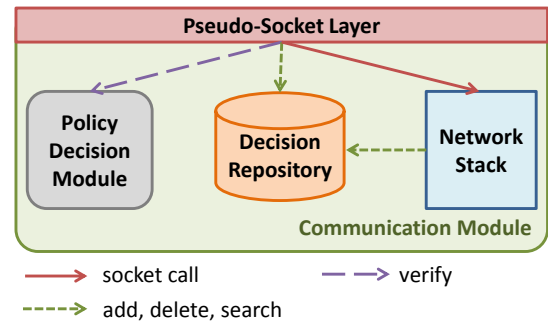 Pseudo-Socket Layer
Policy
Decision
Module
Decision
Repository
Network
Stack
Communication Module
socket call
verify
add, delete, search